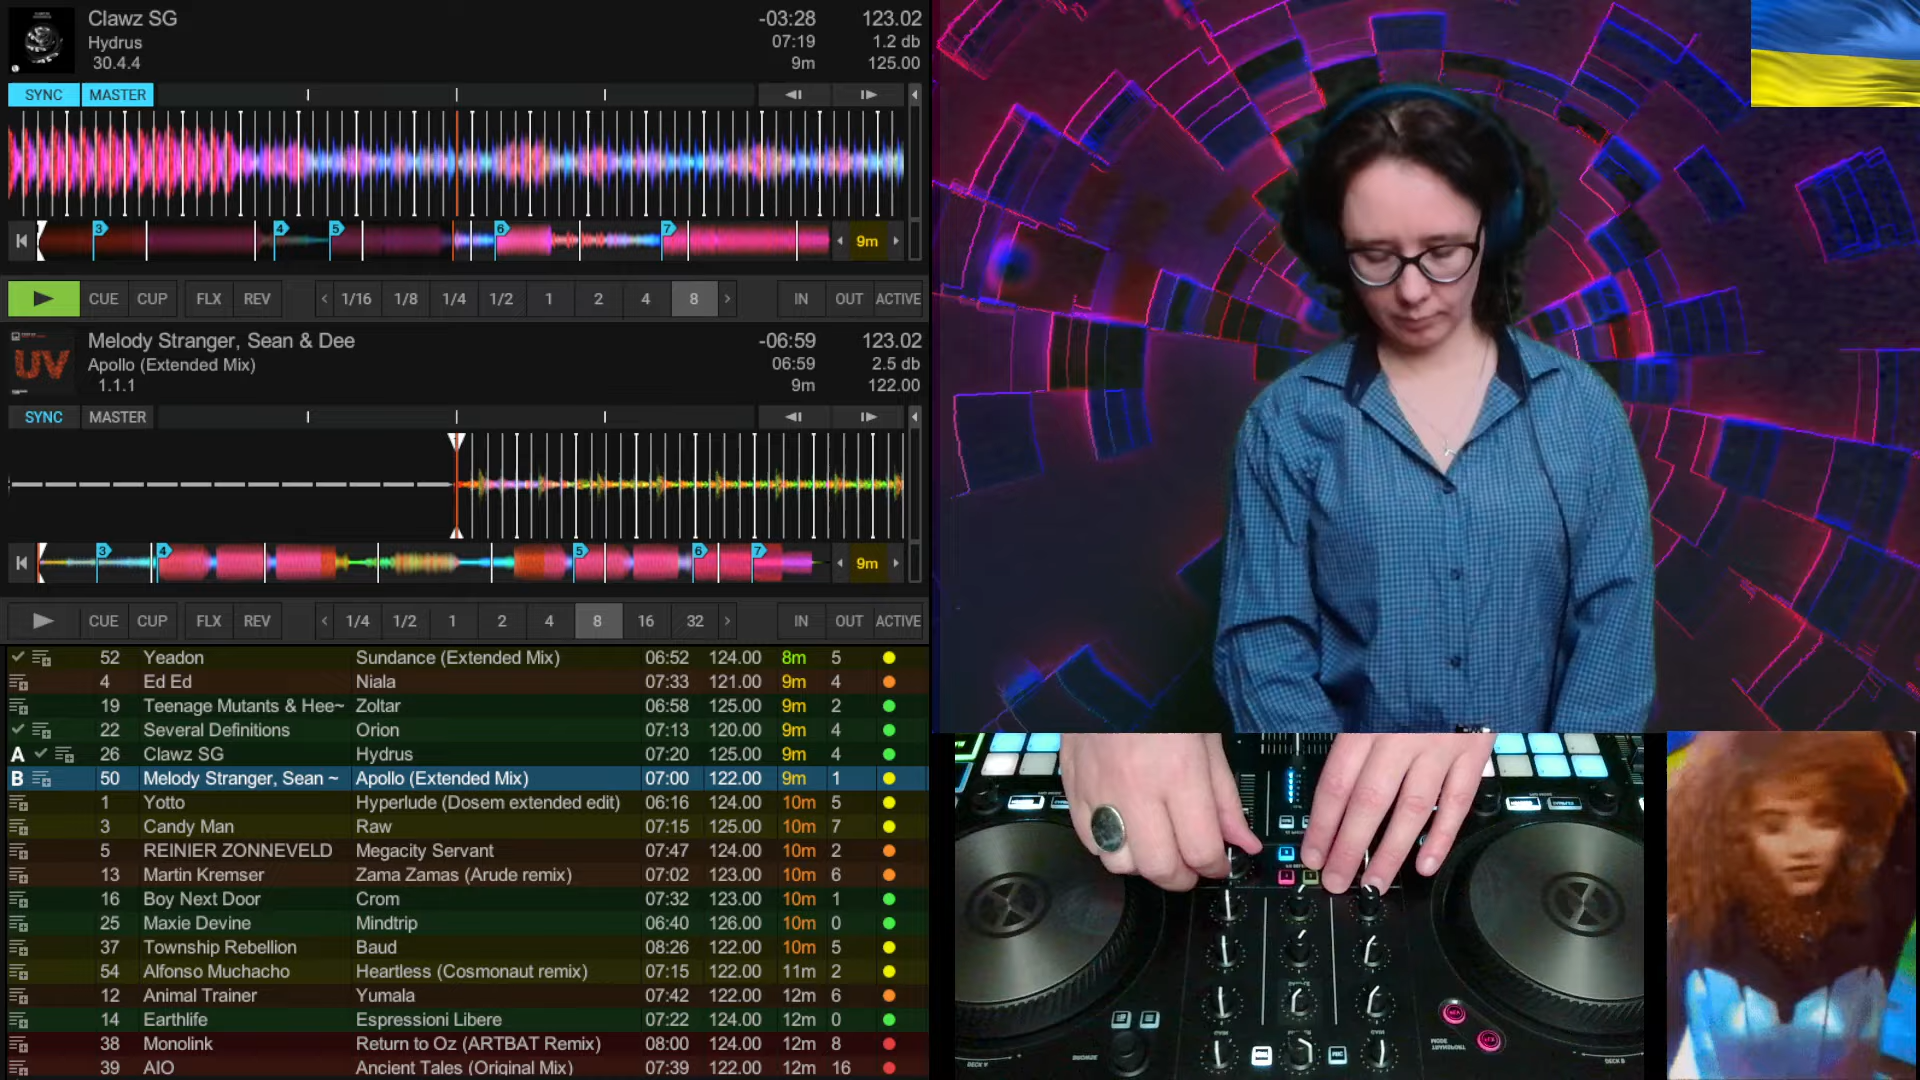 Clawz SG -03:28 123.02
Hydrus 07:19 1.2 db
30.4.4 9m 125.00
SYNC MASTER
3 4 5 6 7 9m
CUE CUP FLX REV 1/16 1/8 1/4 1/2 1 2 4 8 IN OUT ACTIVE
UV
Melody Stranger, Sean & Dee -06:59 123.02
Apollo (Extended Mix) 06:59 2.5 db
1.1.1 9m 122.00
SYNC MASTER
3 4 5 6 7 9m
CUE CUP FLX REV 1/4 1/2 1 2 4 8 16 32 IN OUT ACTIVE
52 Yeadon Sundance (Extended Mix) 06:52 124.00 8m 5
4 Ed Ed Niala 07:33 121.00 9m 4
19 Teenage Mutants & Hee~ Zoltar 06:58 125.00 9m 2
22 Several Definitions Orion 07:13 120.00 9m 4
A 26 Clawz SG Hydrus 07:20 125.00 9m 4
B 50 Melody Stranger, Sean ~ Apollo (Extended Mix) 07:00 122.00 9m 1
1 Yotto Hyperlude (Dosem extended edit) 06:16 124.00 10m 5
3 Candy Man Raw 07:15 125.00 10m 7
5 REINIER ZONNEVELD Megacity Servant 07:47 124.00 10m 2
13 Martin Kremser Zama Zamas (Arude remix) 07:02 123.00 10m 6
16 Boy Next Door Crom 07:32 123.00 10m 1
25 Maxie Devine Mindtrip 06:40 126.00 10m 0
37 Township Rebellion Baud 08:26 122.00 10m 5
54 Alfonso Muchacho Heartless (Cosmonaut remix) 07:15 122.00 11m 2
12 Animal Trainer Yumala 07:42 122.00 12m 6
14 Earthlife Espressioni Libere 07:22 124.00 12m 0
38 Monolink Return to Oz (ARTBAT Remix) 08:00 124.00 12m 8
39 AIO Ancient Tales (Original Mix) 07:39 122.00 12m 16